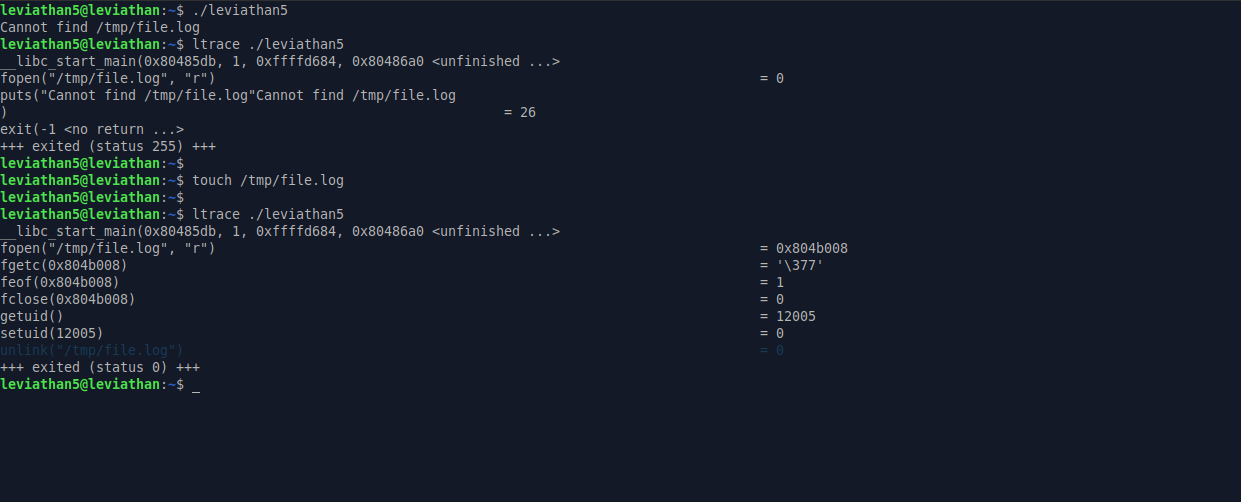 leviathan5@leviathan:~$ ./leviathan5
Cannot find /tmp/file.log
leviathan5@leviathan:~$ ltrace ./leviathan5
__libc_start_main(0x80485db, 1, 0xffffd684, 0x80486a0 <unfinished ...>
fopen("/tmp/file.log", "r") = 0
puts("Cannot find /tmp/file.log"Cannot find /tmp/file.log
) = 26
exit(-1 <no return ...>
+++ exited (status 255) +++
leviathan5@leviathan:~$
leviathan5@leviathan:~$ touch /tmp/file.log
leviathan5@leviathan:~$
leviathan5@leviathan:~$ ltrace ./leviathan5
__libc_start_main(0x80485db, 1, 0xffffd684, 0x80486a0 <unfinished ...>
fopen("/tmp/file.log", "r") = 0x804b008
fgetc(0x804b008) = '\377'
feof(0x804b008) = 1
fclose(0x804b008) = 0
getuid() = 12005
setuid(12005) = 0
unlink("/tmp/file.log") = 0
+++ exited (status 0) +++
leviathan5@leviathan:~$ _